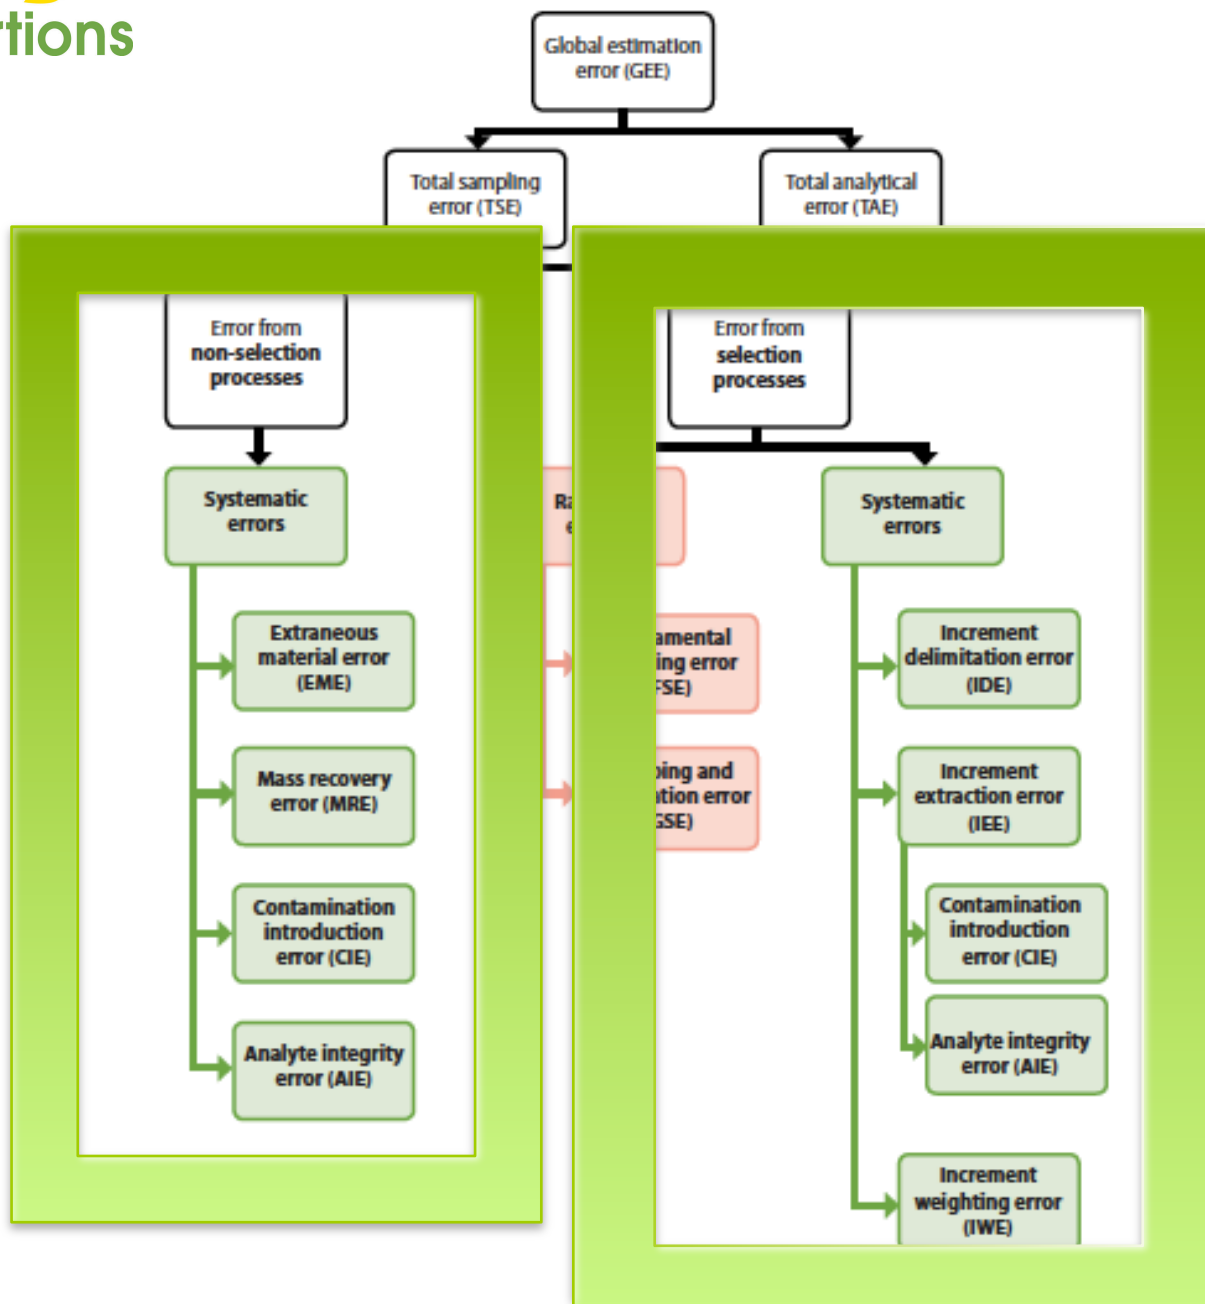 Global estimation
error (GEE)
Total sampling
error (TSE)
Total analytical
error (TAE)
Error from
non-selection
processes
Systematic
errors
Extraneous
material error
(EME)
Mass recovery
error (MRE)
Contamination
introduction
error (CIE)
Analyte integrity
error (AIE)
Error from
selection
processes
error
and
error
Systematic
errors
Increment
delimitation error
(IDE)
Increment
extraction error
(IEE)
Contamination
introduction
error (CIE)
Analyte integrity
error (AIE)
Increment
weighting error
(IWE)